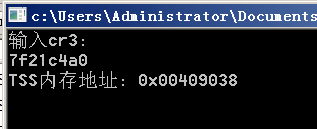 c:\Users\Administrator\Documents
输入cr3:
7f21c4a0
TSS内存地址: 0x00409038